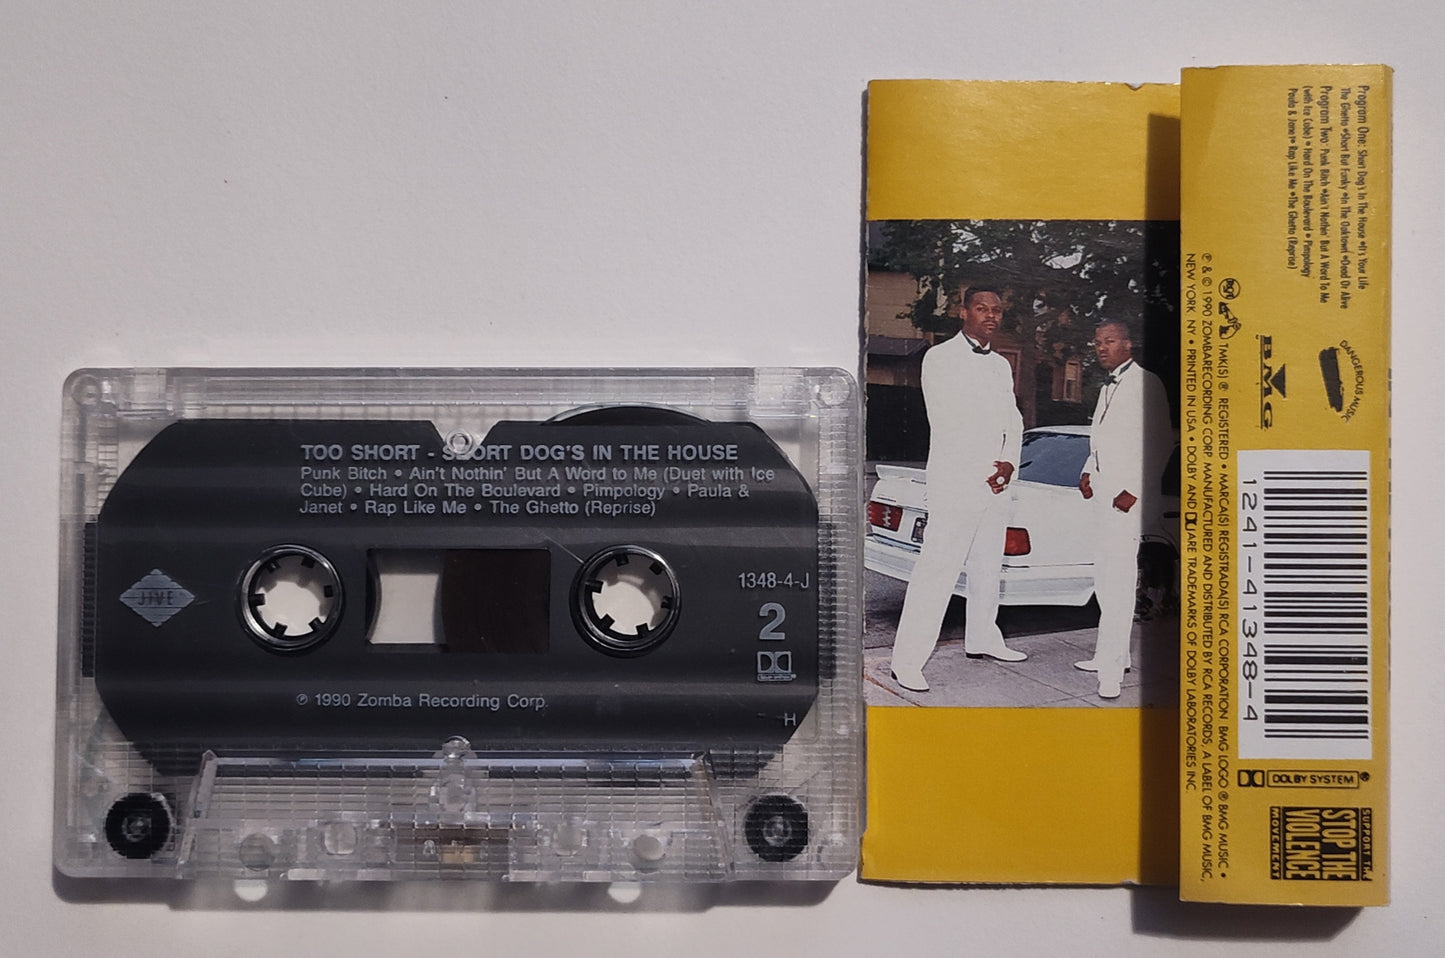 TOO SHORT - SHORT DOG'S IN THE HOUSE
Punk Bitch • Ain't Nothin' But A Word to Me (Duet with Ice
Cube) • Hard On The Boulevard • Pimpology • Paula &
Janet • Rap Like Me • The Ghetto (Reprise)
JIVE
1348-4-J
2
℗ 1990 Zomba Recording Corp.
H
Program One: Short Dog's In The House • It's Your Life
The Ghetto • Short But Funky • In The Oaktown • Dead Or Alive
Program Two: Punk Bitch • Ain't Nothin' But A Word To Me
(with Ice Cube) • Hard On The Boulevard • Pimpology
Paula & Janet • Rap Like Me • The Ghetto (Reprise)
DANGEROUS MUSIC
BMG
TMK(S) ® REGISTERED • MARCA(S) REGISTRADA(S) RCA CORPORATION BMG LOGO ® BMG MUSIC •
℗ & © 1990 ZOMBARECORDING CORP. MANUFACTURED AND DISTRIBUTED BY RCA RECORDS, A LABEL OF BMG MUSIC,
NEW YORK, NY • PRINTED IN USA • DOLBY AND ARE TRADEMARKS OF DOLBY LABORATORIES INC.
1241-41348-4
DOLBY SYSTEM ®
SUPPORT THE
STOP THE
VIOLENCE
MOVEMENT